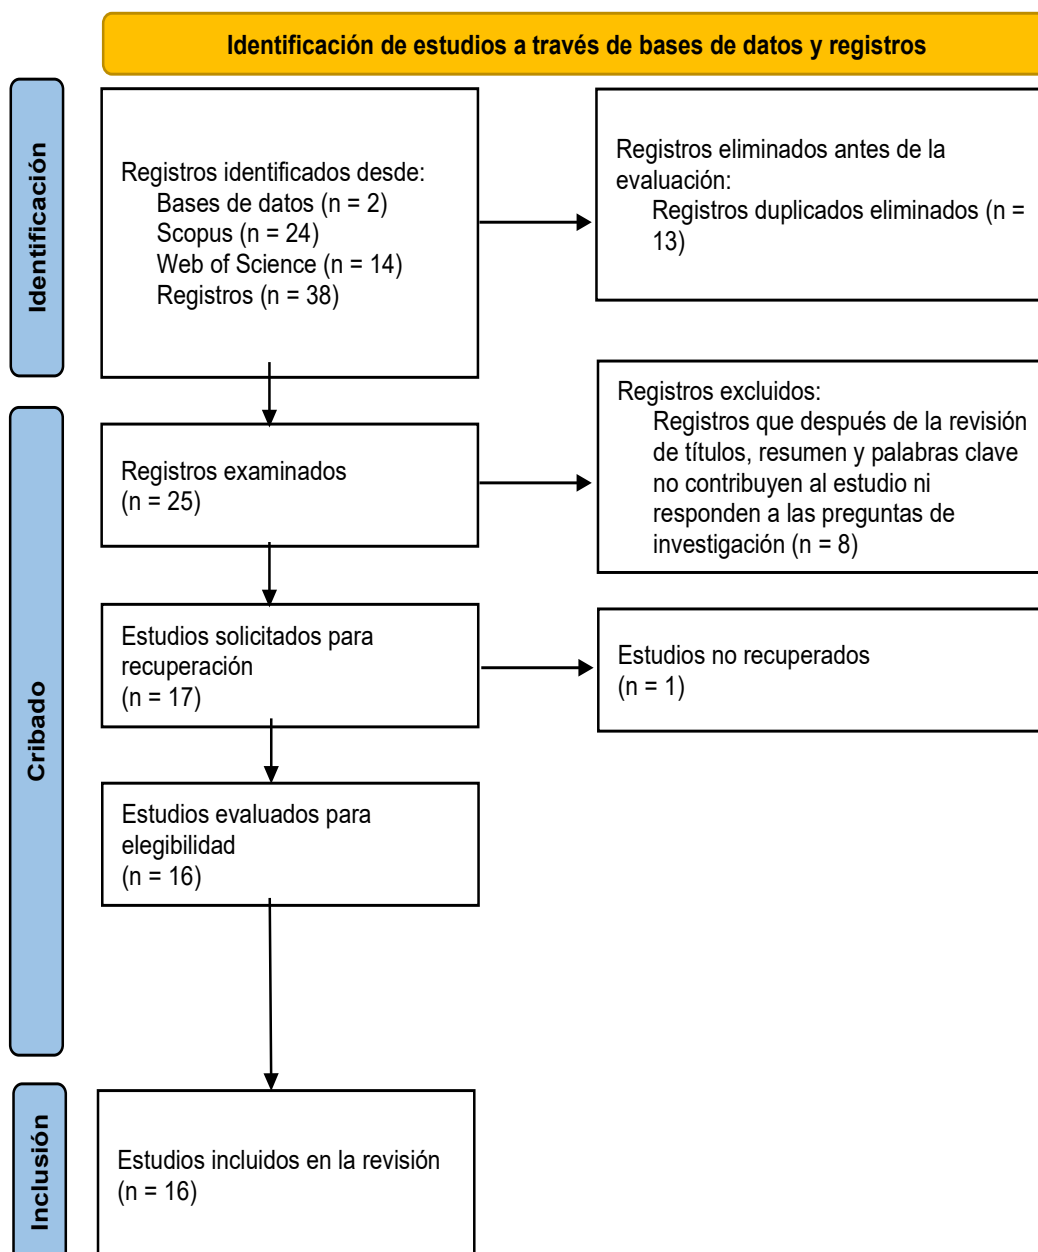 Identificación de estudios a través de bases de datos y registros
Identificación
Registros identificados desde:
Bases de datos (n = 2)
Scopus (n = 24)
Web of Science (n = 14)
Registros (n = 38)
Registros eliminados antes de la
evaluación:
Registros duplicados eliminados (n =
13)
Cribado
Registros examinados
(n = 25)
Registros excluidos:
Registros que después de la revisión
de títulos, resumen y palabras clave
no contribuyen al estudio ni
responden a las preguntas de
investigación (n = 8)
Estudios solicitados para
recuperación
(n = 17)
Estudios no recuperados
(n = 1)
Estudios evaluados para
elegibilidad
(n = 16)
Inclusión
Estudios incluidos en la revisión
(n = 16)